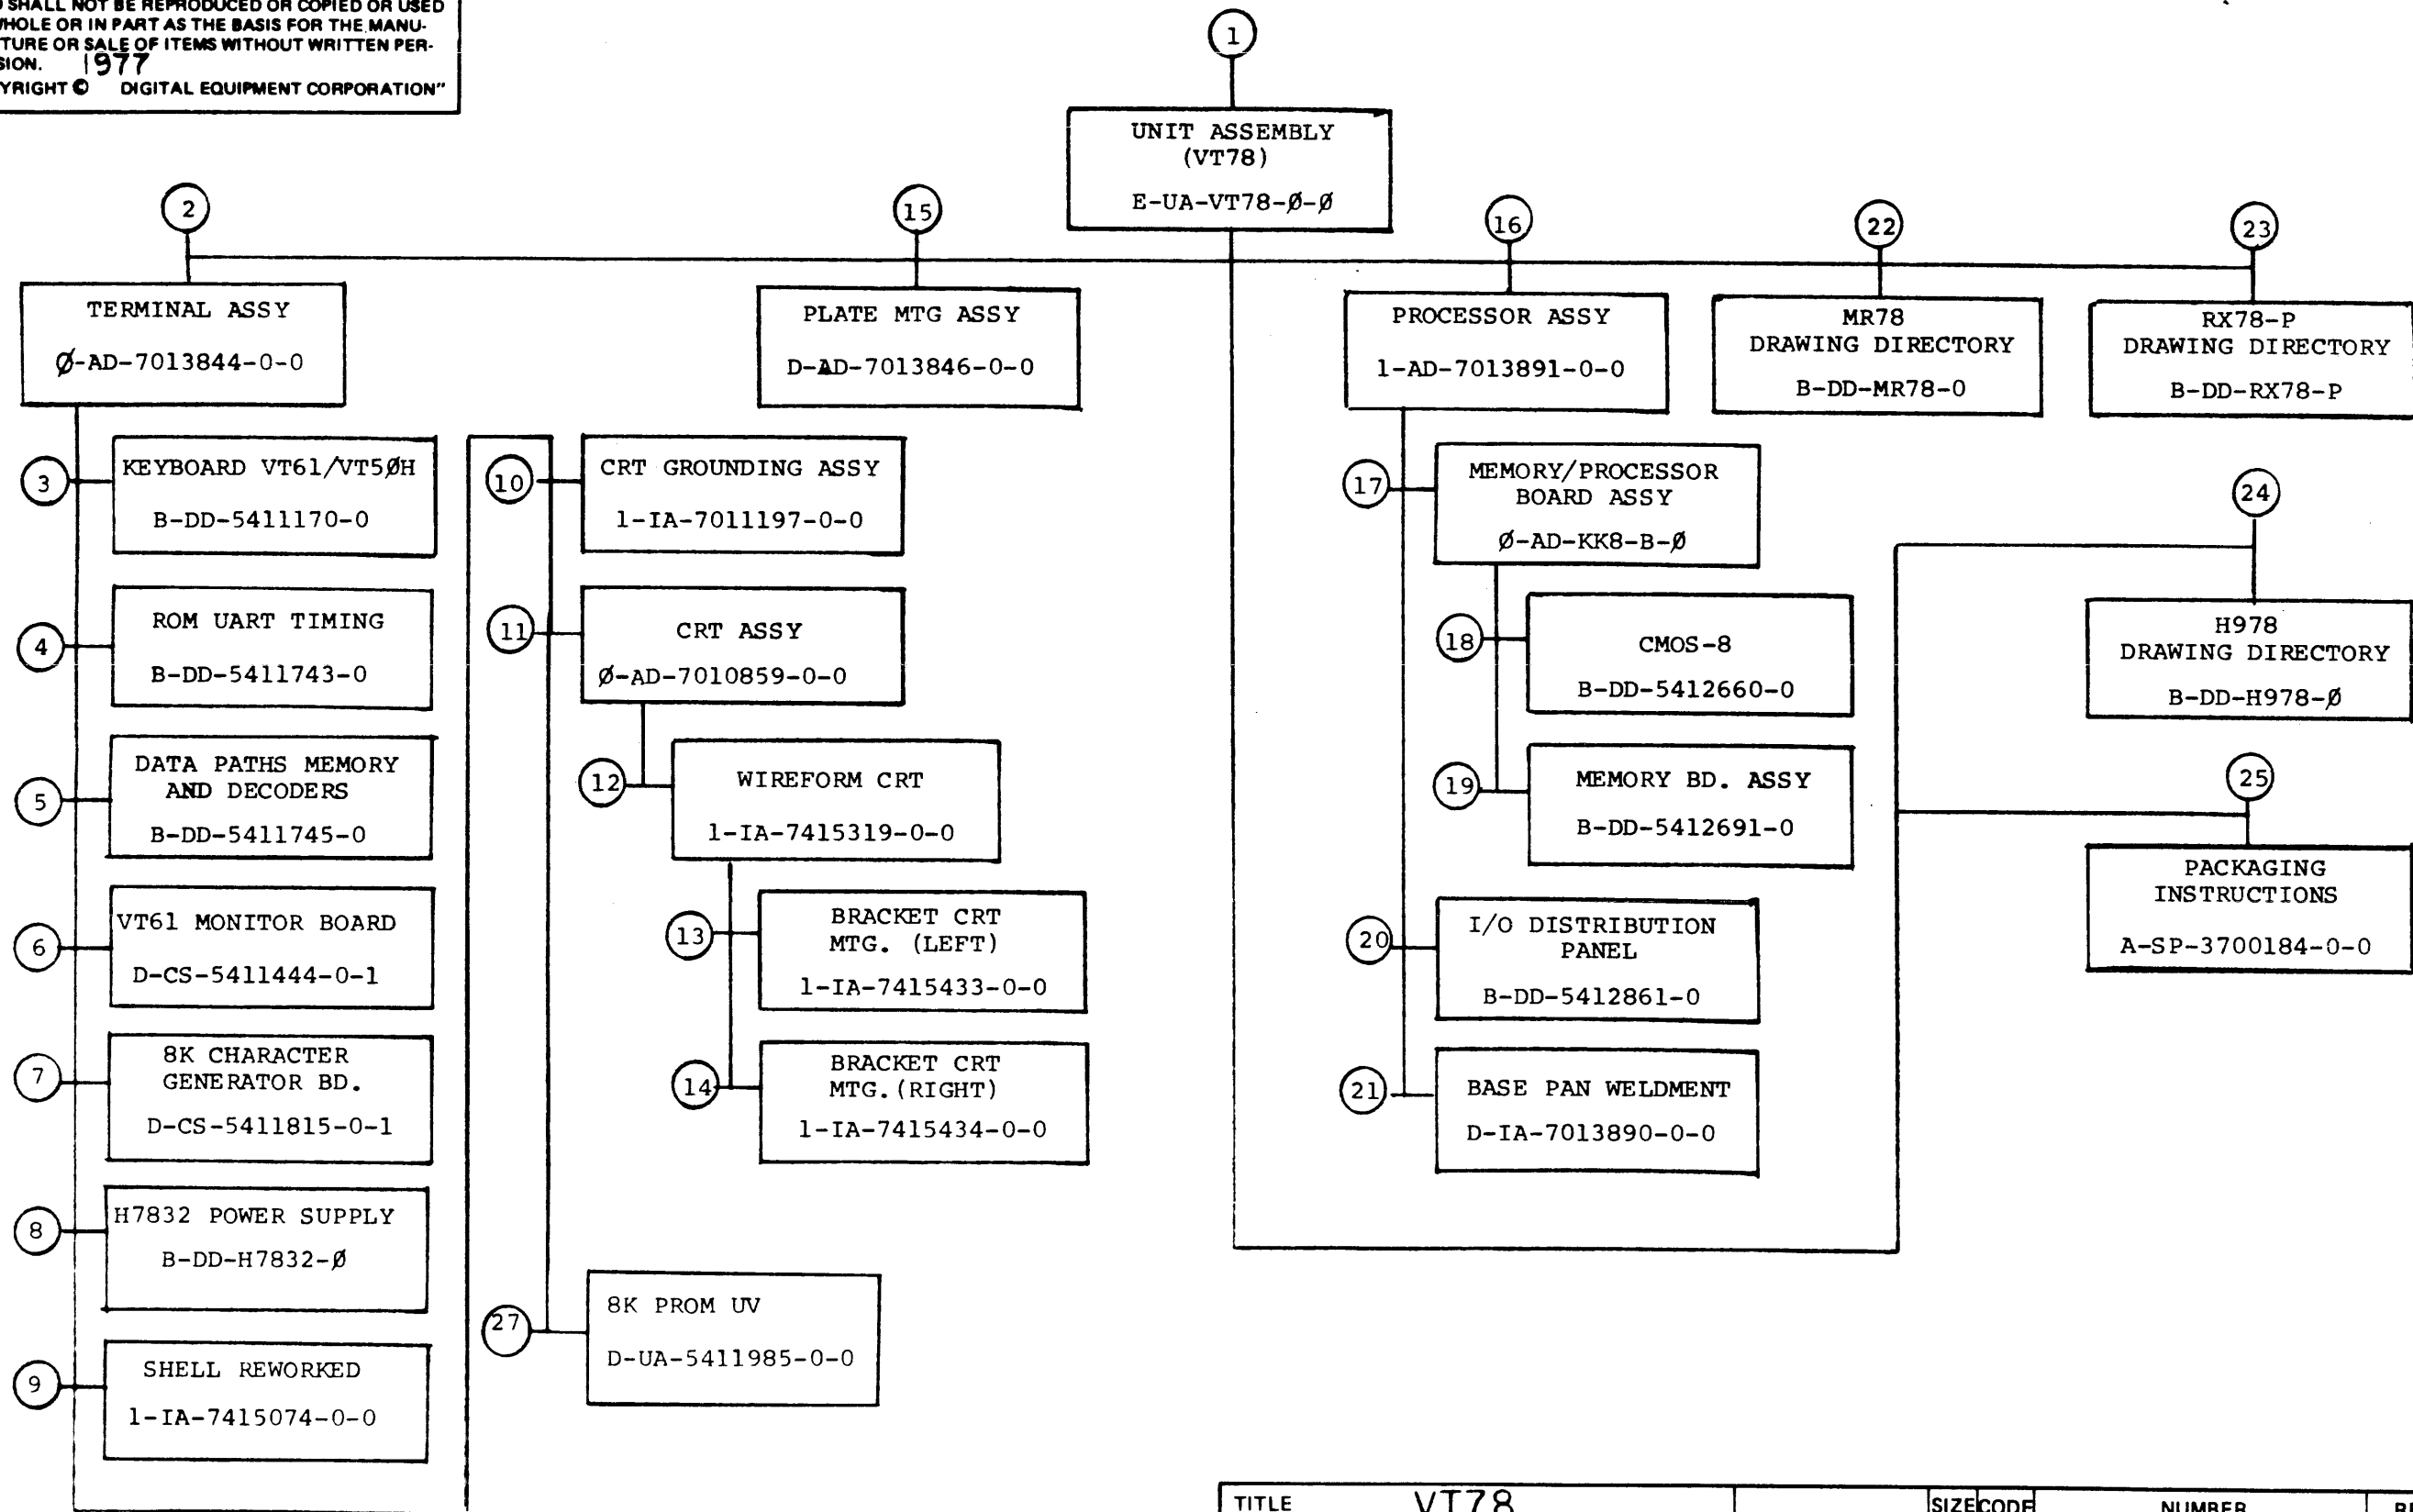 SHALL NOT BE REPRODUCED OR COPIED OR USED
WHOLE OR IN PART AS THE BASIS FOR THE MANU-
TURE OR SALE OF ITEMS WITHOUT WRITTEN PER-
SION. 1977
YRIGHT © DIGITAL EQUIPMENT CORPORATION"
1
UNIT ASSEMBLY
(VT78)
E-UA-VT78-Ø-Ø
2
TERMINAL ASSY
Ø-AD-7013844-0-0
15
PLATE MTG ASSY
D-AD-7013846-0-0
16
PROCESSOR ASSY
1-AD-7013891-0-0
22
MR78
DRAWING DIRECTORY
B-DD-MR78-0
23
RX78-P
DRAWING DIRECTORY
B-DD-RX78-P
3
KEYBOARD VT61/VT5ØH
B-DD-5411170-0
4
ROM UART TIMING
B-DD-5411743-0
5
DATA PATHS MEMORY
AND DECODERS
B-DD-5411745-0
6
VT61 MONITOR BOARD
D-CS-5411444-0-1
7
8K CHARACTER
GENERATOR BD.
D-CS-5411815-0-1
8
H7832 POWER SUPPLY
B-DD-H7832-Ø
9
SHELL REWORKED
1-IA-7415074-0-0
10
CRT GROUNDING ASSY
1-IA-7011197-0-0
11
CRT ASSY
Ø-AD-7010859-0-0
12
WIREFORM CRT
1-IA-7415319-0-0
13
BRACKET CRT
MTG. (LEFT)
1-IA-7415433-0-0
14
BRACKET CRT
MTG.(RIGHT)
1-IA-7415434-0-0
27
8K PROM UV
D-UA-5411985-0-0
17
MEMORY/PROCESSOR
BOARD ASSY
Ø-AD-KK8-B-Ø
18
CMOS-8
B-DD-5412660-0
19
MEMORY BD. ASSY
B-DD-5412691-0
20
I/O DISTRIBUTION
PANEL
B-DD-5412861-0
21
BASE PAN WELDMENT
D-IA-7013890-0-0
24
H978
DRAWING DIRECTORY
B-DD-H978-Ø
25
PACKAGING
INSTRUCTIONS
A-SP-3700184-0-0
TITLE VT78 SIZE CODE NUMBER